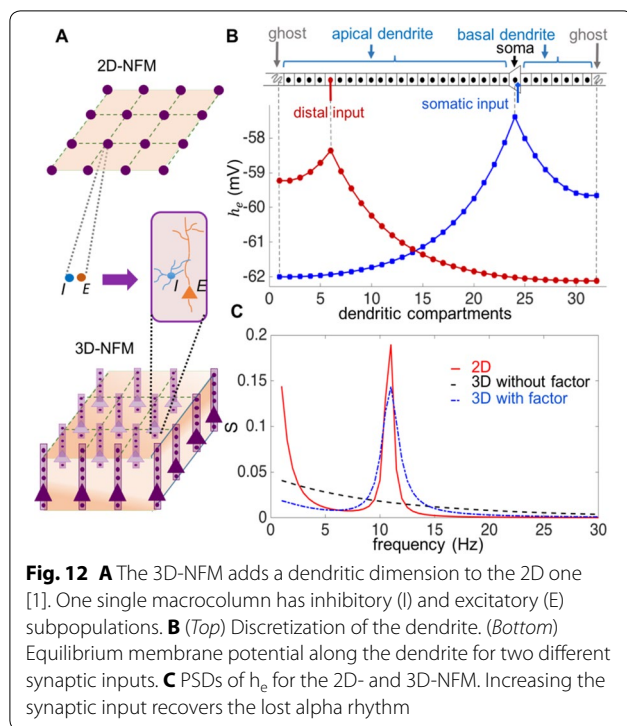 A
2D-NFM
I
E
I
E
3D-NFM
B
ghost
apical dendrite
basal dendrite
soma
ghost
distal input
somatic input
-58
-59
-60
-61
-62
h_e (mV)
0
5
10
15
20
25
30
dendritic compartments
C
0.2
0.15
0.1
0.05
0
S
2D
3D without factor
3D with factor
0
5
10
15
20
25
30
frequency (Hz)
Fig. 12 A The 3D-NFM adds a dendritic dimension to the 2D one
[1]. One single macrocolumn has inhibitory (I) and excitatory (E)
subpopulations. B (Top) Discretization of the dendrite. (Bottom)
Equilibrium membrane potential along the dendrite for two different
synaptic inputs. C PSDs of h_e for the 2D- and 3D-NFM. Increasing the
synaptic input recovers the lost alpha rhythm